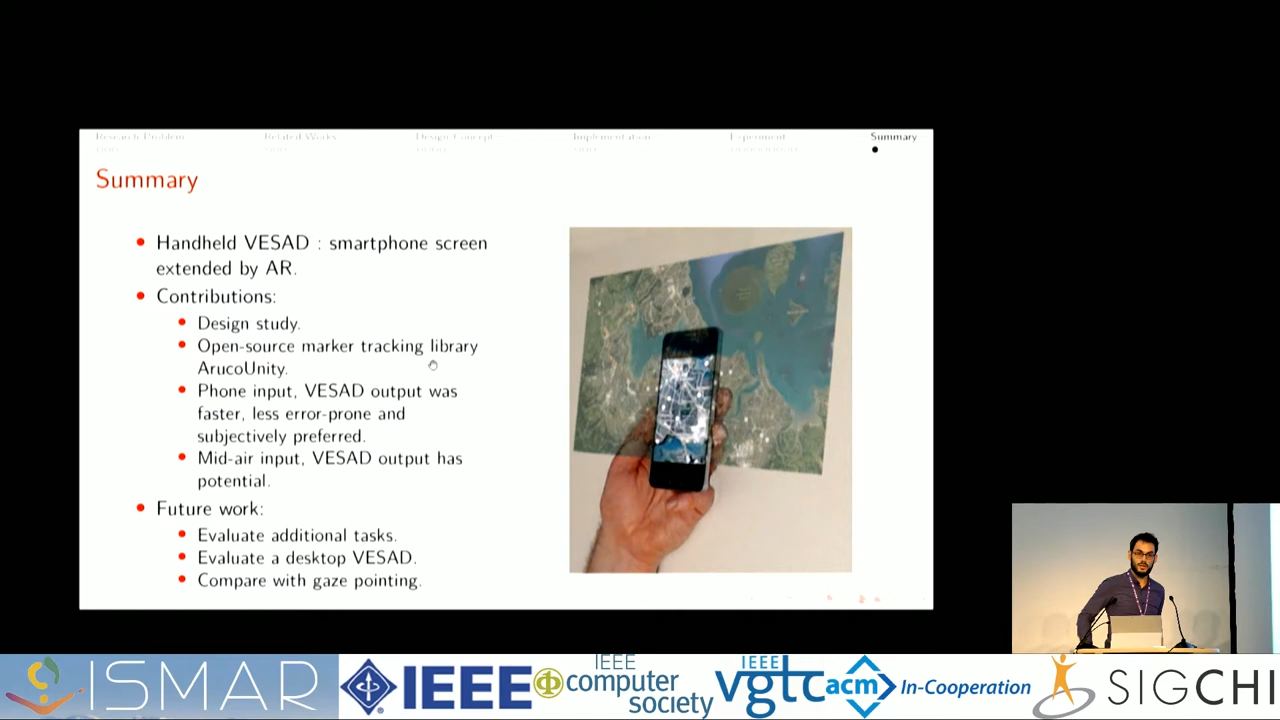 Research Problem Related Works Design Concept Implementation Experiment Summary
Summary
Handheld VESAD : smartphone screen
extended by AR.
Contributions:
Design study.
Open-source marker tracking library
ArucoUnity.
Phone input, VESAD output was
faster, less error-prone and
subjectively preferred.
Mid-air input, VESAD output has
potential.
Future work:
Evaluate additional tasks.
Evaluate a desktop VESAD.
Compare with gaze pointing.
ISMAR
IEEE
IEEE
computer
society
IEEE
vgtc
acm
In-Cooperation
SIGCHI